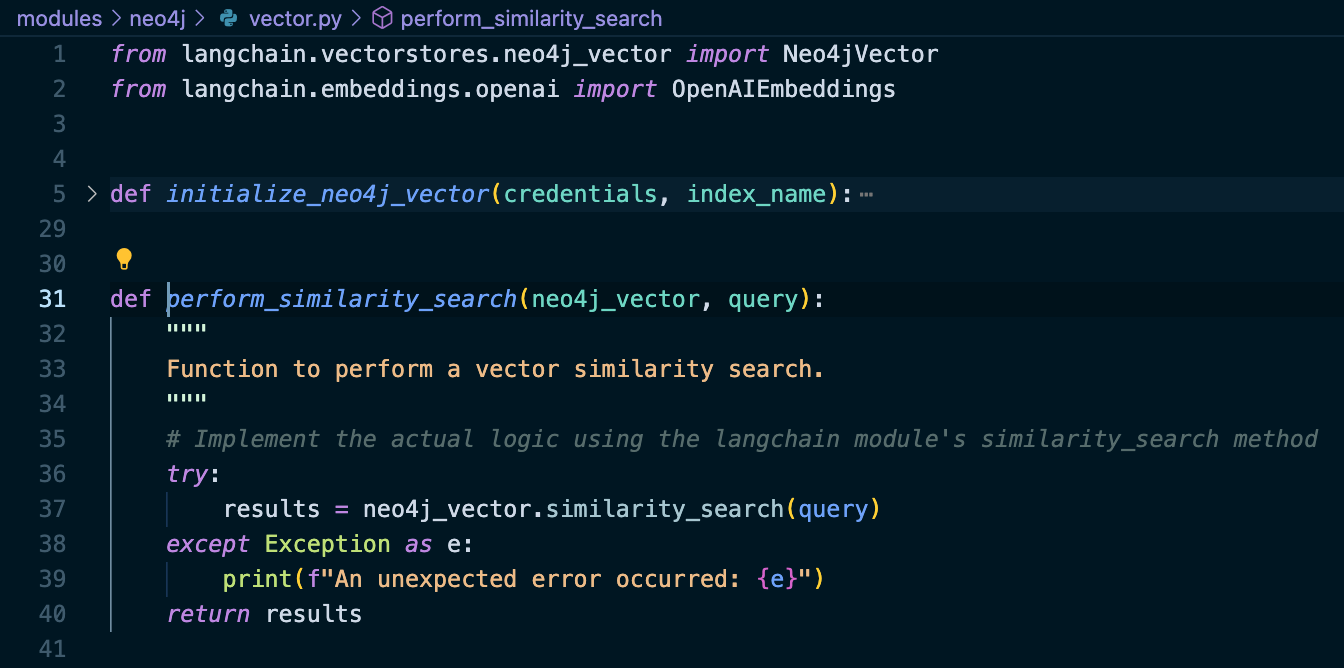 modules > neo4j > vector.py > perform_similarity_search
1 from langchain.vectorstores.neo4j_vector import Neo4jVector
2 from langchain.embeddings.openai import OpenAIEmbeddings
3
4
5 > def initialize_neo4j_vector(credentials, index_name):…
29
30
31 def perform_similarity_search(neo4j_vector, query):
32     """
33     Function to perform a vector similarity search.
34     """
35     # Implement the actual logic using the langchain module's similarity_search method
36     try:
37         results = neo4j_vector.similarity_search(query)
38     except Exception as e:
39         print(f"An unexpected error occurred: {e}")
40     return results
41